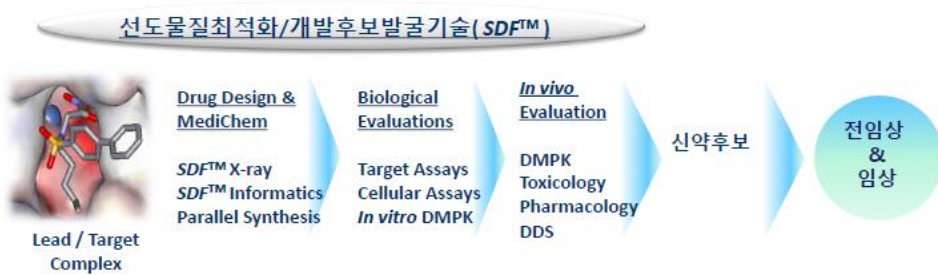 선도물질최적화/개발후보발굴기술(SDF™)
Drug Design &
MediChem
SDF™ X-ray
SDF™ Informatics
Parallel Synthesis
Biological
Evaluations
Target Assays
Cellular Assays
In vitro DMPK
In vivo
Evaluation
DMPK
Toxicology
Pharmacology
DDS
신약후보
전임상
&
임상
Lead / Target
Complex